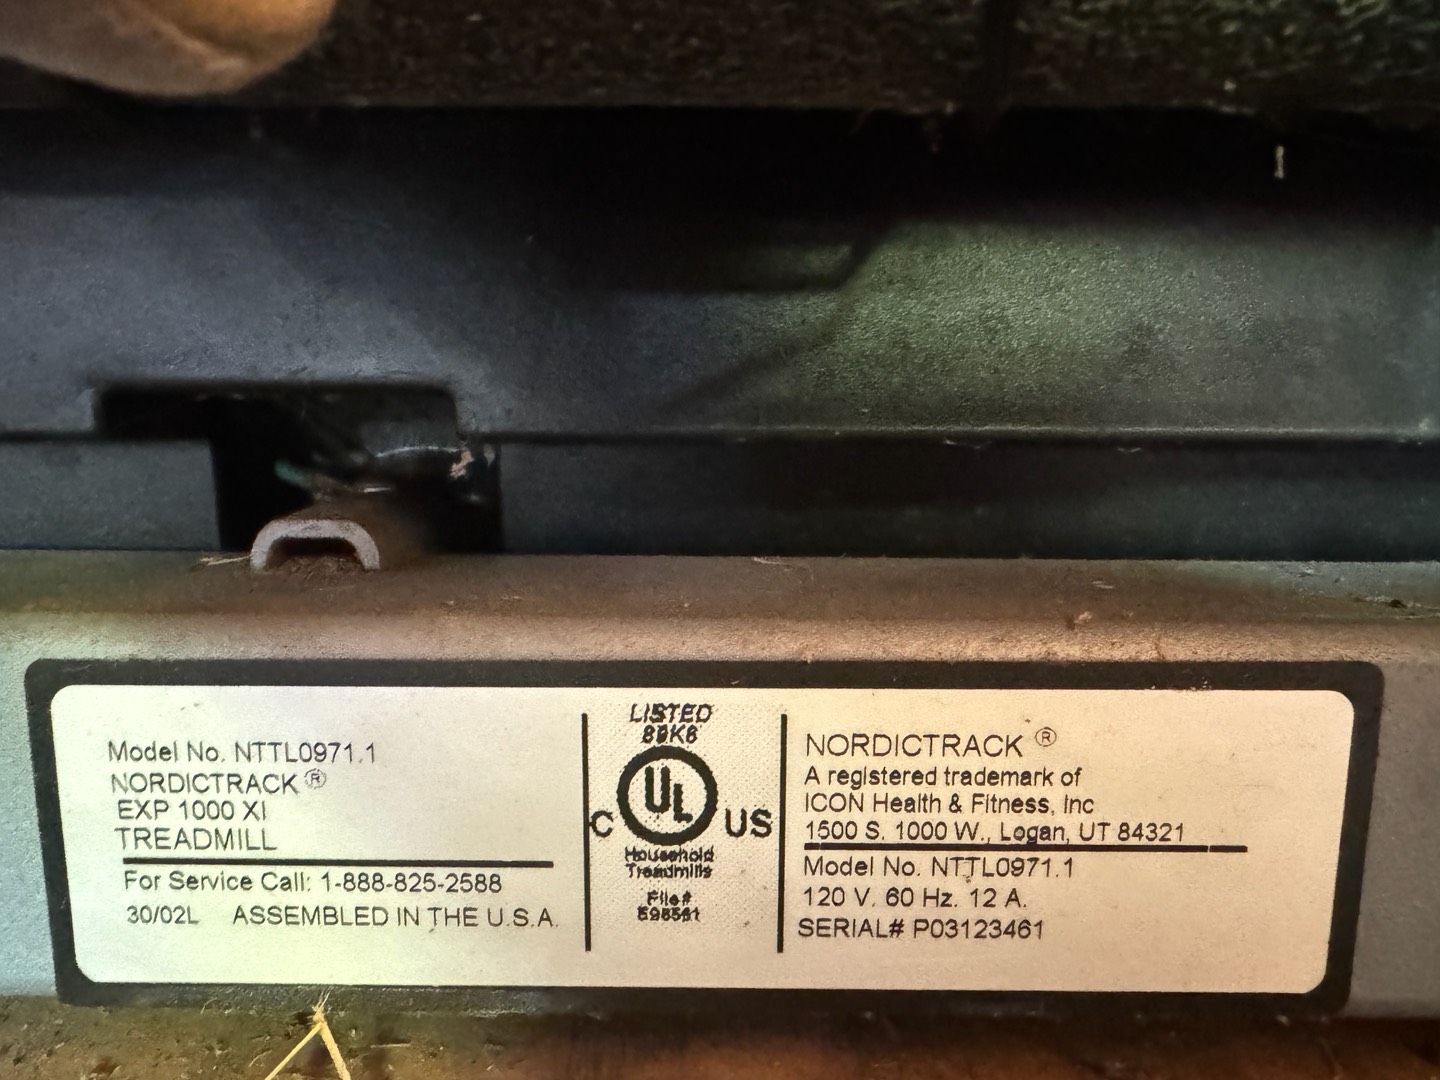 Model No. NTTL0971.1
NORDICTRACK ®
EXP 1000 XI
TREADMILL
For Service Call: 1-888-825-2588
30/02L ASSEMBLED IN THE U.S.A.
LISTED
UL
C US
Household
Treadmills
File#
NORDICTRACK ®
A registered trademark of
ICON Health & Fitness, Inc
1500 S. 1000 W., Logan, UT 84321
Model No. NTTL0971.1
120 V. 60 Hz. 12 A.
SERIAL# P03123461